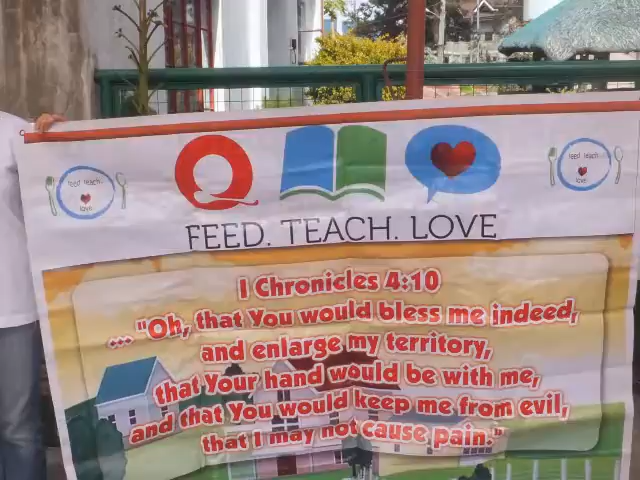 feed teach
love
feed teach
love
FEED. TEACH. LOVE
1 Chronicles 4:10
... "Oh, that You would bless me indeed,
and enlarge my territory,
that Your hand would be with me,
and that You would keep me from evil,
that I may not cause pain."